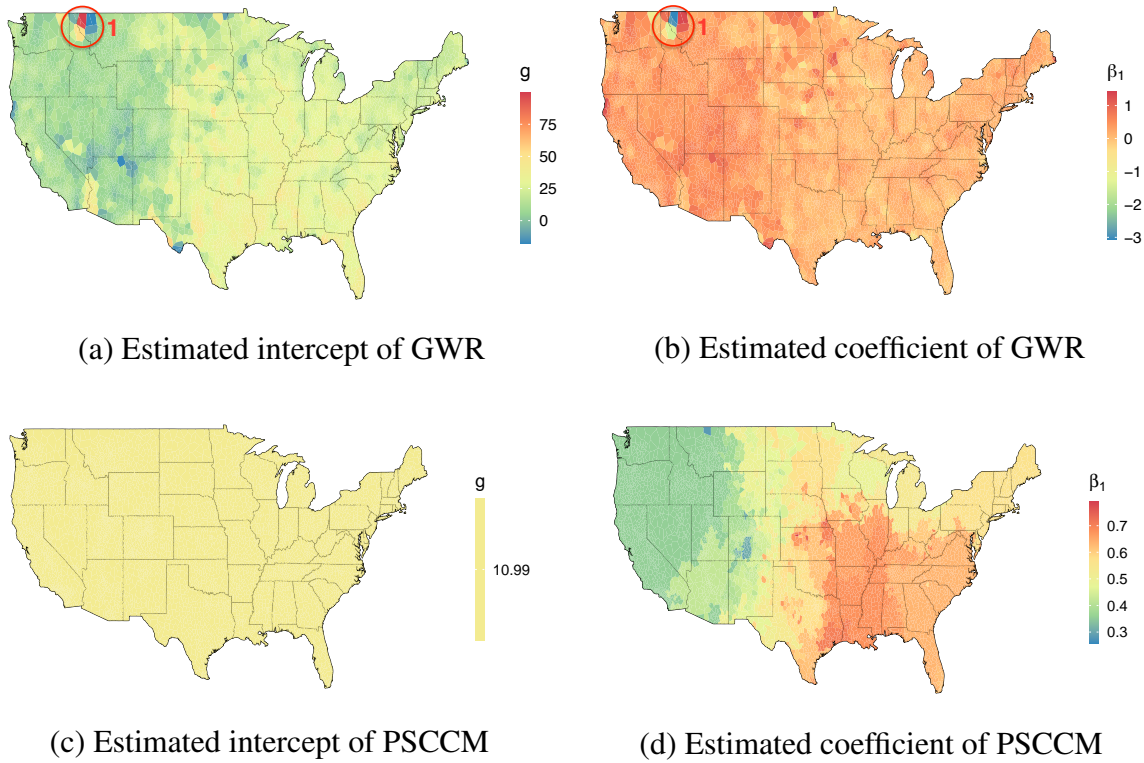 1
g
75
50
25
0
1
β₁
1
0
−1
−2
−3
(a) Estimated intercept of GWR
(b) Estimated coefficient of GWR
g
10.99
β₁
0.7
0.6
0.5
0.4
0.3
(c) Estimated intercept of PSCCM
(d) Estimated coefficient of PSCCM